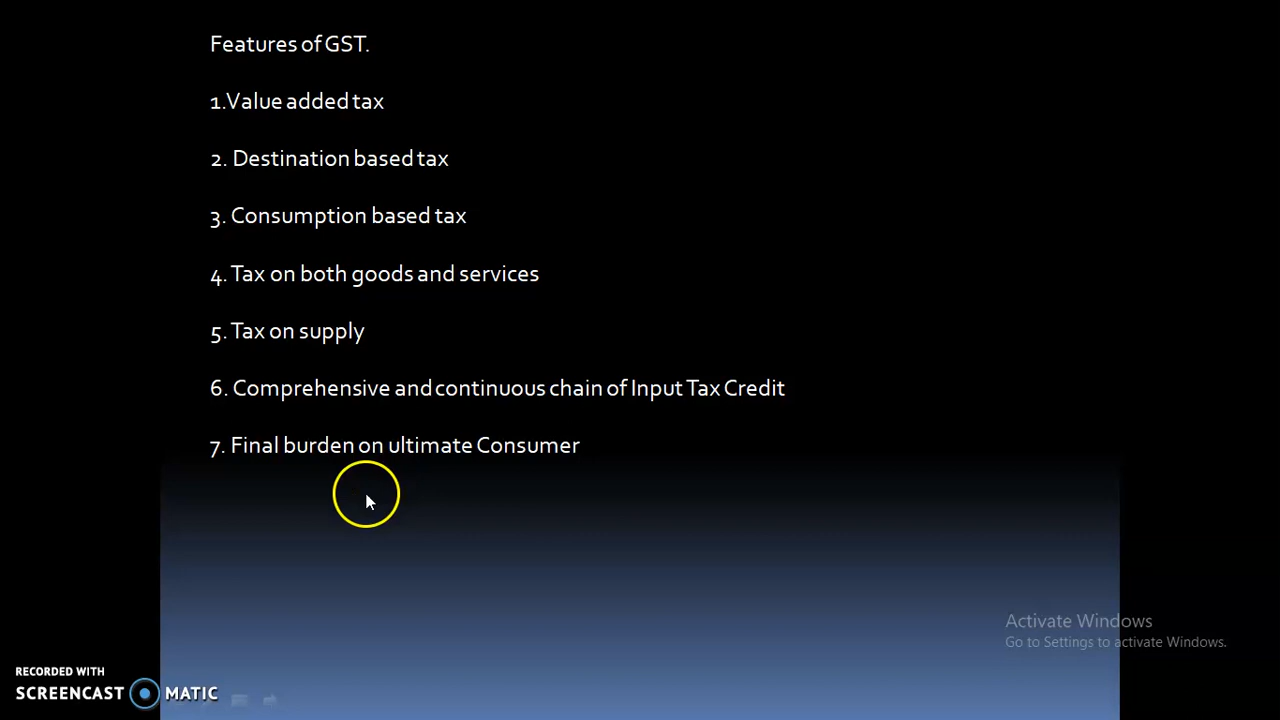 Features of GST.
1.Value added tax
2. Destination based tax
3. Consumption based tax
4. Tax on both goods and services
5. Tax on supply
6. Comprehensive and continuous chain of Input Tax Credit
7. Final burden on ultimate Consumer
Activate Windows
Go to Settings to activate Windows.
RECORDED WITH
SCREENCAST MATIC